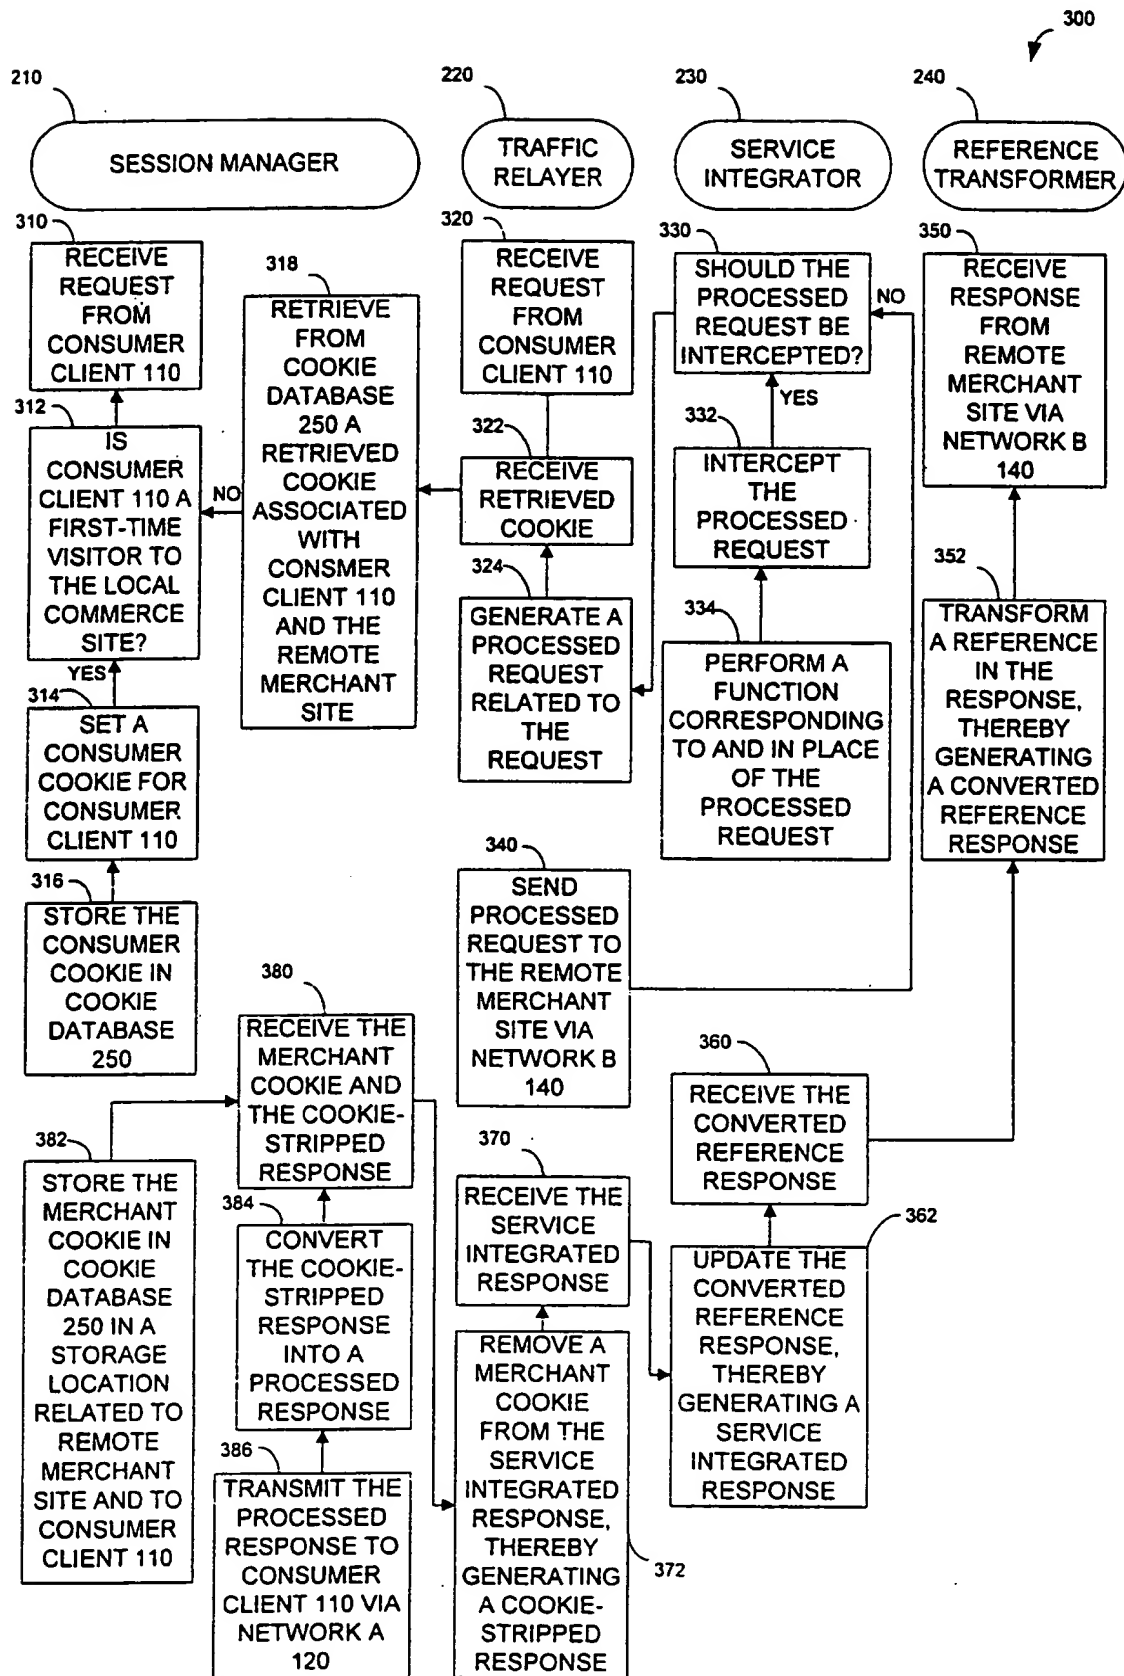 300
210
220
230
240
SESSION MANAGER
TRAFFIC
RELAYER
SERVICE
INTEGRATOR
REFERENCE
TRANSFORMER
310
RECEIVE
REQUEST
FROM
CONSUMER
CLIENT 110
312
IS
CONSUMER
CLIENT 110 A
FIRST-TIME
VISITOR TO
THE LOCAL
COMMERCE
SITE?
NO
YES
314
SET A
CONSUMER
COOKIE FOR
CONSUMER
CLIENT 110
316
STORE THE
CONSUMER
COOKIE IN
COOKIE
DATABASE
250
318
RETRIEVE
FROM
COOKIE
DATABASE
250 A
RETRIEVED
COOKIE
ASSOCIATED
WITH
CONSMER
CLIENT 110
AND THE
REMOTE
MERCHANT
SITE
320
RECEIVE
REQUEST
FROM
CONSUMER
CLIENT 110
322
RECEIVE
RETRIEVED
COOKIE
324
GENERATE A
PROCESSED
REQUEST
RELATED TO
THE
REQUEST
330
SHOULD THE
PROCESSED
REQUEST BE
INTERCEPTED?
NO
YES
332
INTERCEPT
THE
PROCESSED
REQUEST
334
PERFORM A
FUNCTION
CORRESPONDING
TO AND IN PLACE
OF THE
PROCESSED
REQUEST
340
SEND
PROCESSED
REQUEST TO
THE REMOTE
MERCHANT
SITE VIA
NETWORK B
140
350
RECEIVE
RESPONSE
FROM
REMOTE
MERCHANT
SITE VIA
NETWORK B
140
352
TRANSFORM
A REFERENCE
IN THE
RESPONSE,
THEREBY
GENERATING
A CONVERTED
REFERENCE
RESPONSE
360
RECEIVE THE
CONVERTED
REFERENCE
RESPONSE
362
UPDATE THE
CONVERTED
REFERENCE
RESPONSE,
THEREBY
GENERATING A
SERVICE
INTEGRATED
RESPONSE
370
RECEIVE THE
SERVICE
INTEGRATED
RESPONSE
REMOVE A
MERCHANT
COOKIE
FROM THE
SERVICE
INTEGRATED
RESPONSE,
THEREBY
GENERATING
A COOKIE-
STRIPPED
RESPONSE
372
380
RECEIVE THE
MERCHANT
COOKIE AND
THE COOKIE-
STRIPPED
RESPONSE
382
STORE THE
MERCHANT
COOKIE IN
COOKIE
DATABASE
250 IN A
STORAGE
LOCATION
RELATED TO
REMOTE
MERCHANT
SITE AND TO
CONSUMER
CLIENT 110
384
CONVERT
THE COOKIE-
STRIPPED
RESPONSE
INTO A
PROCESSED
RESPONSE
386
TRANSMIT THE
PROCESSED
RESPONSE TO
CONSUMER
CLIENT 110 VIA
NETWORK A
120